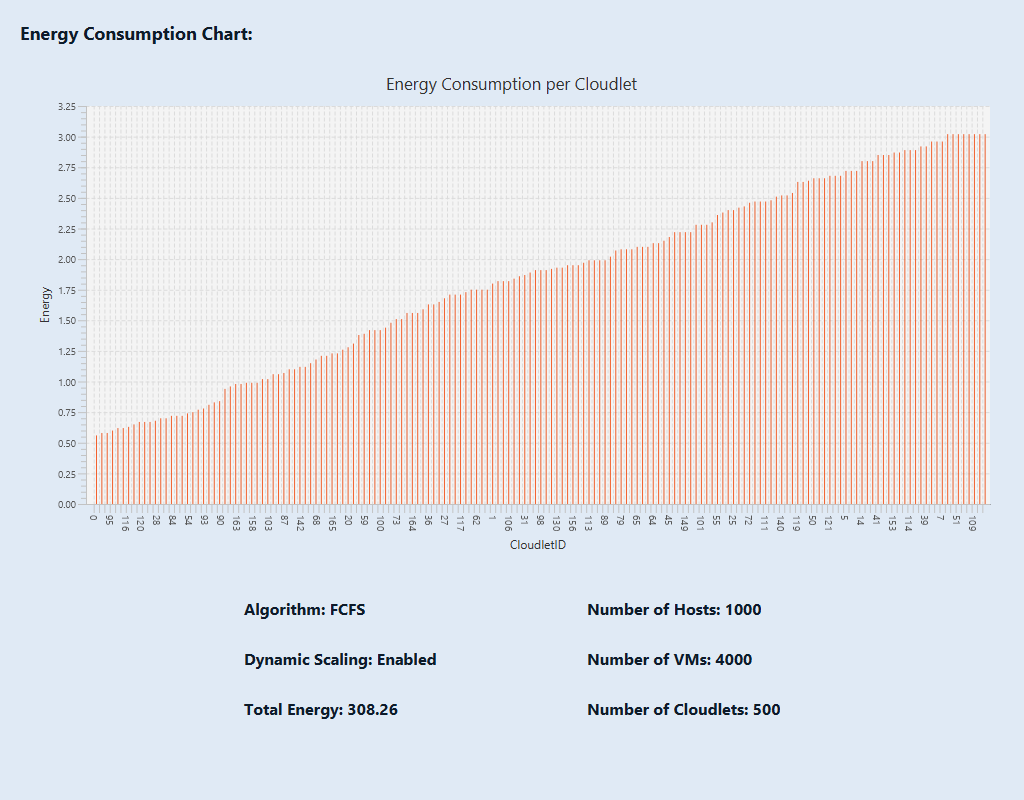 Energy Consumption Chart:
Energy Consumption per Cloudlet
3.25
3.00
2.75
2.50
2.25
2.00
1.75
1.50
1.25
1.00
0.75
0.50
0.25
0.00
Energy
0 95 116 120 28 84 54 93 90 163 158 103 87 142 68 165 20 59 100 73 164 36 27 117 62 1 106 31 98 130 156 113 89 79 65 64 45 149 101 55 25 72 111 140 119 50 121 5 14 41 153 114 39 7 51 109
CloudletID
Algorithm: FCFS
Number of Hosts: 1000
Dynamic Scaling: Enabled
Number of VMs: 4000
Total Energy: 308.26
Number of Cloudlets: 500